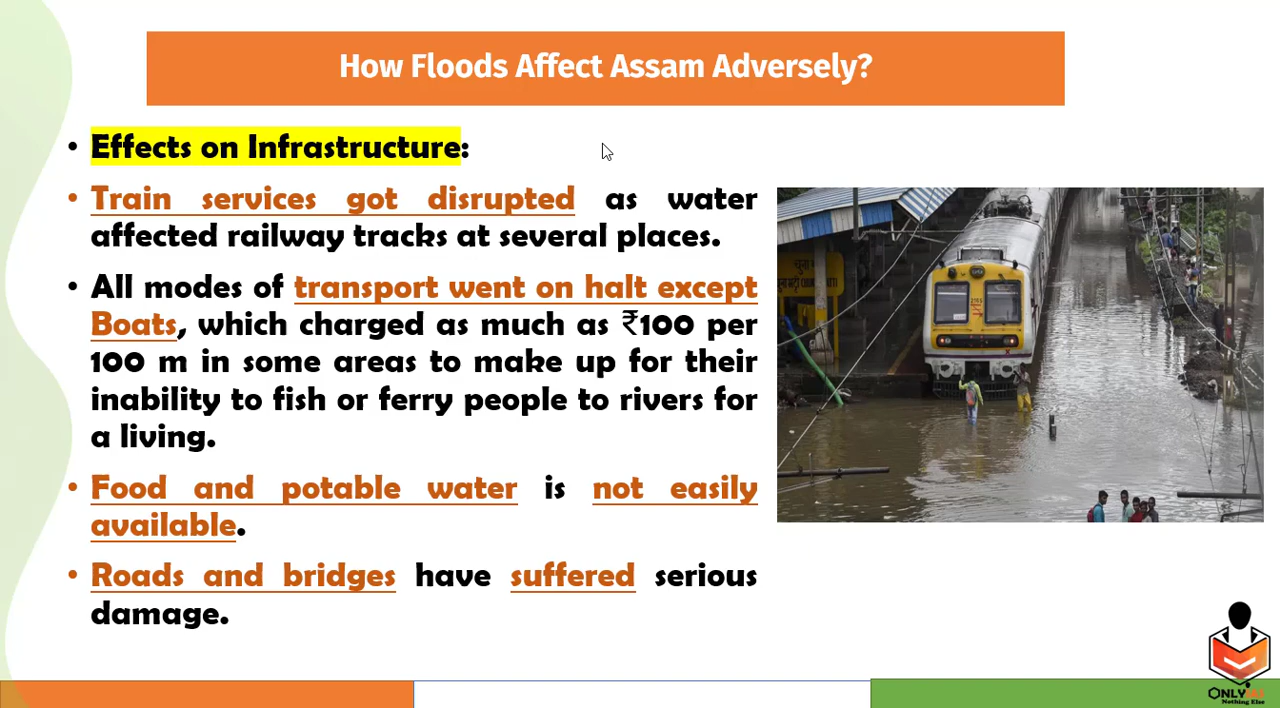 How Floods Affect Assam Adversely?
• Effects on Infrastructure:
• Train services got disrupted as water
affected railway tracks at several places.
• All modes of transport went on halt except
Boats, which charged as much as ₹100 per
100 m in some areas to make up for their
inability to fish or ferry people to rivers for
a living.
• Food and potable water is not easily
available.
• Roads and bridges have suffered serious
damage.
ONLYIAS
Nothing Else